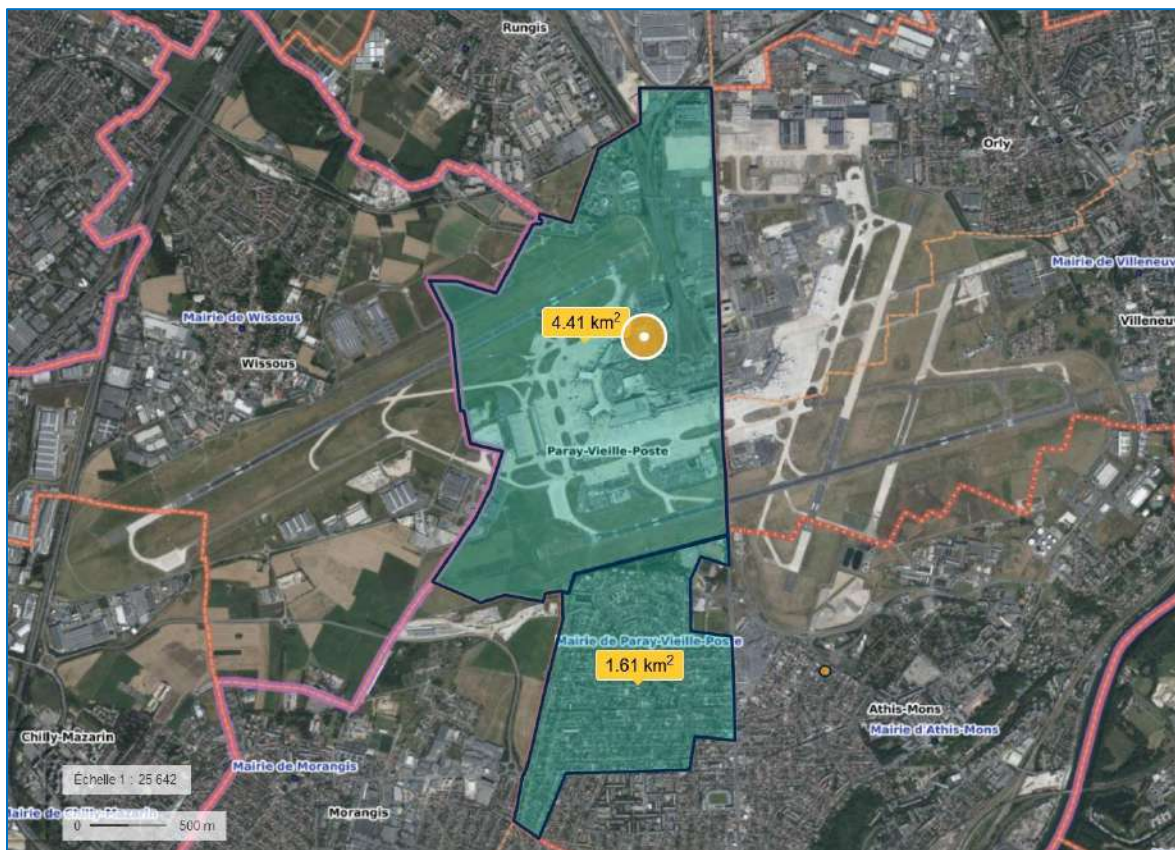 Rungis
Orly
Mairie de Villeneuv
Mairie de Wissous
4.41 km²
Villeneuv
Wissous
Paray-Vieille-Poste
Mairie de Paray-Vieille-Poste
1.61 km²
Athis-Mons
Mairie d'Athis-Mons
Chilly-Mazarin
Mairie de Morangis
Échelle 1 : 25 642
Mairie de Chilly-Mazarin
Morangis
0 500 m